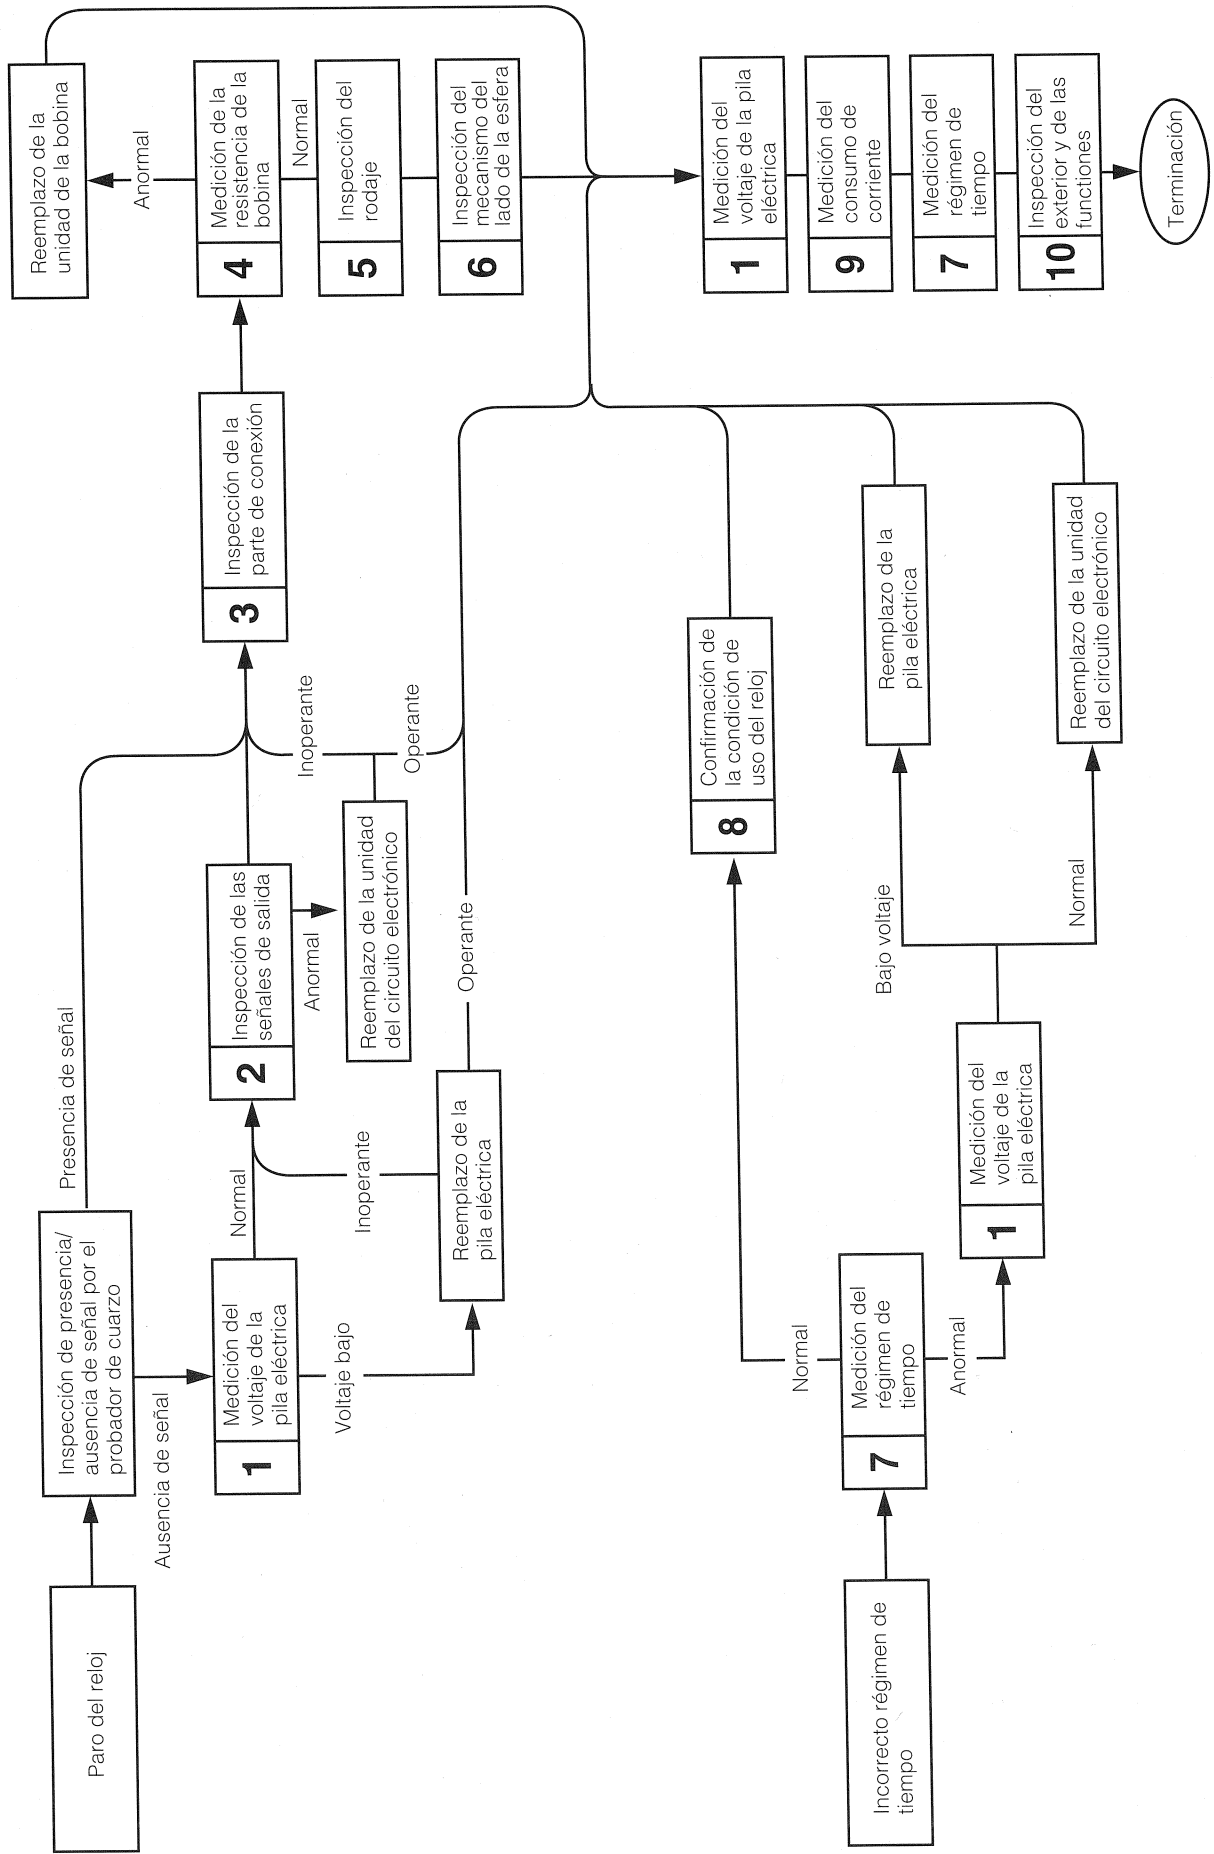 Paro del reloj
Inspección de presencia/
ausencia de señal por el
probador de cuarzo
Presencia de señal
Ausencia de señal
1
Medición del
voltaje de la
pila eléctrica
Normal
Voltaje bajo
Reemplazo de la
pila eléctrica
Inoperante
Operante
2
Inspección de las
señales de salida
Anormal
Reemplazo de la unidad
del circuito electrónico
Inoperante
Operante
3
Inspección de la
parte de conexión
4
Medición de la
resistencia de la
bobina
Anormal
Reemplazo de la
unidad de la bobina
Normal
5
Inspección del
rodaje
6
Inspección del
mecanismo del
lado de la esfera
Incorrecto régimen de
tiempo
7
Medición del
régimen de
tiempo
Normal
Anormal
8
Confirmación de
la condición de
uso del reloj
1
Medición del
voltaje de la
pila eléctrica
Bajo voltaje
Normal
Reemplazo de la
pila eléctrica
Reemplazo de la unidad
del circuito electrónico
1
Medición del
voltaje de la pila
eléctrica
9
Medición del
consumo de
corriente
7
Medición del
régimen de
tiempo
10
Inspección del
exterior y de las
functiones
Terminación